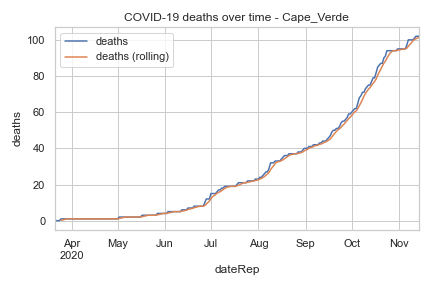 COVID-19 deaths over time - Cape_Verde
deaths
deaths (rolling)
100
80
60
40
20
0
deaths
Apr May Jun Jul Aug Sep Oct Nov
2020
dateRep